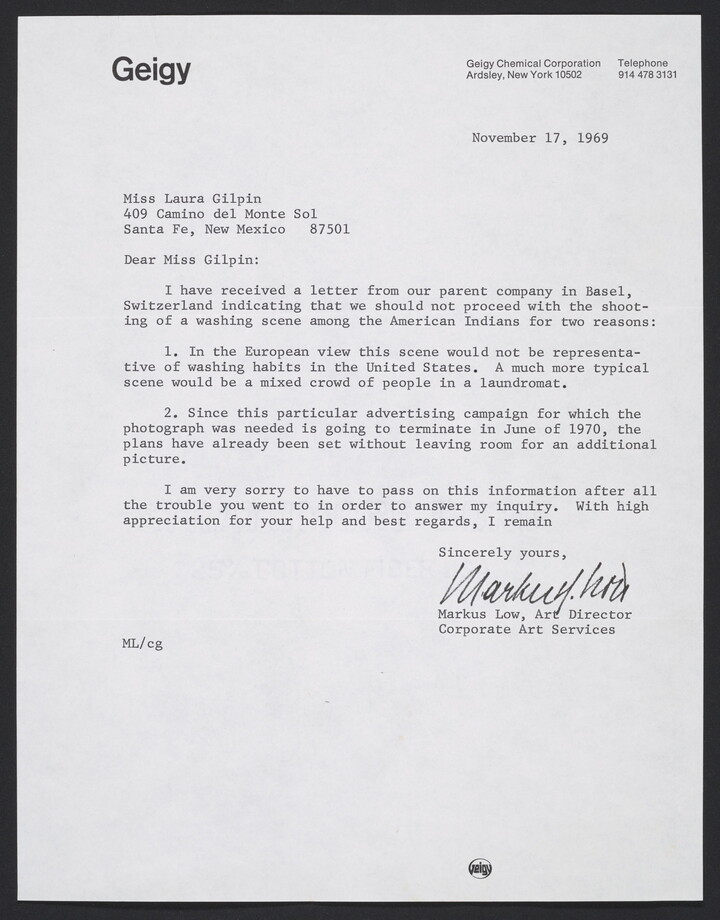 Geigy
Geigy Chemical Corporation Telephone
Ardsley, New York 10502 914 478 3131
November 17, 1969
Miss Laura Gilpin
409 Camino del Monte Sol
Santa Fe, New Mexico 87501
Dear Miss Gilpin:
I have received a letter from our parent company in Basel,
Switzerland indicating that we should not proceed with the shoot-
ing of a washing scene among the American Indians for two reasons:
1. In the European view this scene would not be representa-
tive of washing habits in the United States. A much more typical
scene would be a mixed crowd of people in a laundromat.
2. Since this particular advertising campaign for which the
photograph was needed is going to terminate in June of 1970, the
plans have already been set without leaving room for an additional
picture.
I am very sorry to have to pass on this information after all
the trouble you went to in order to answer my inquiry. With high
appreciation for your help and best regards, I remain
Sincerely yours,
Markus J. Low
Markus Low, Art Director
Corporate Art Services
ML/cg
Geigy